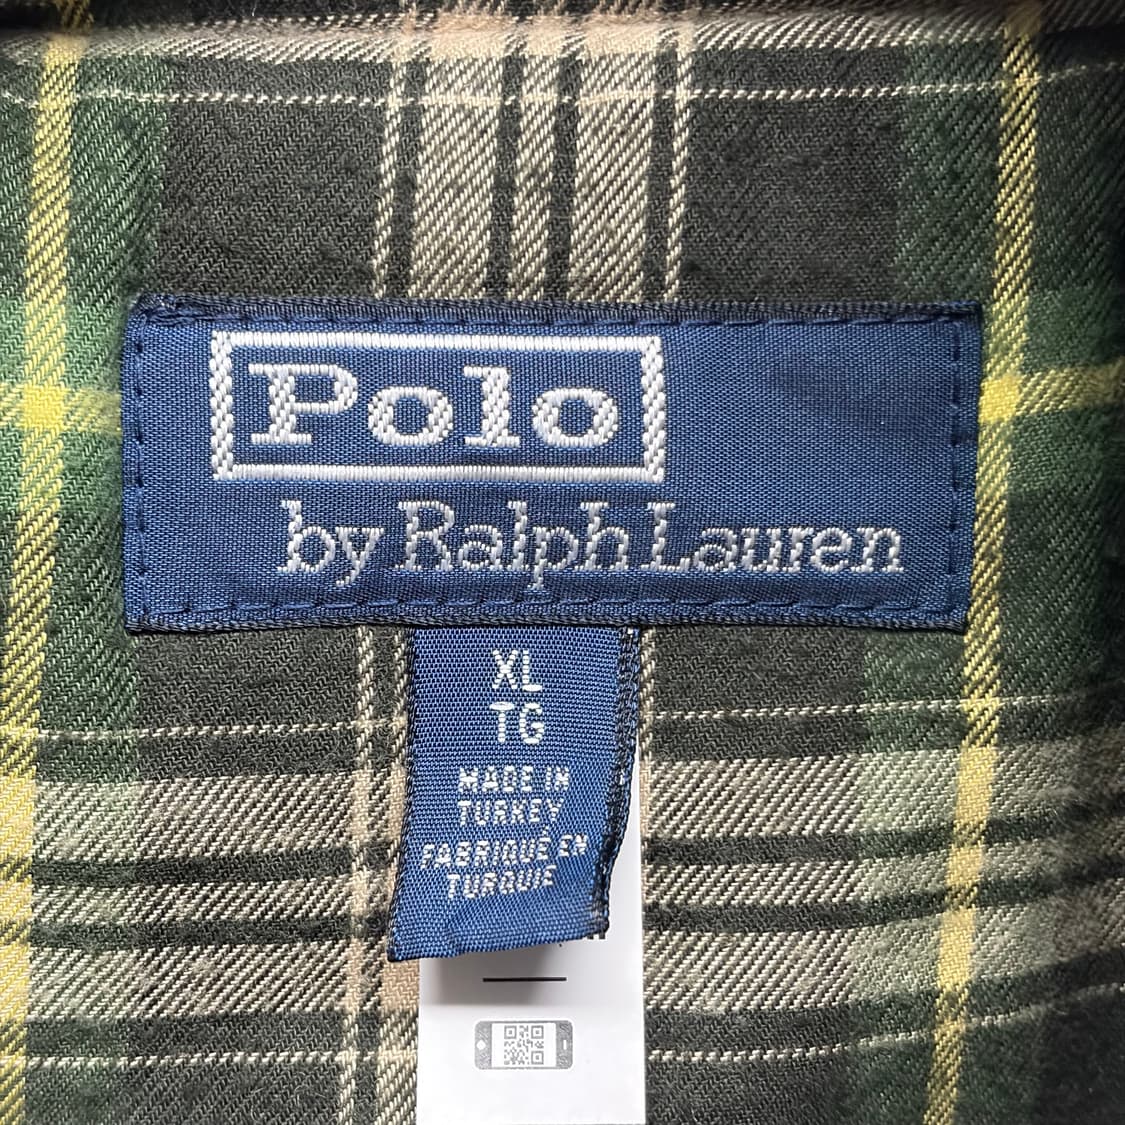 Polo
by Ralph Lauren
XL
TG
MADE IN
TURKEY
FABRIQUÉ EN
TURQUIE